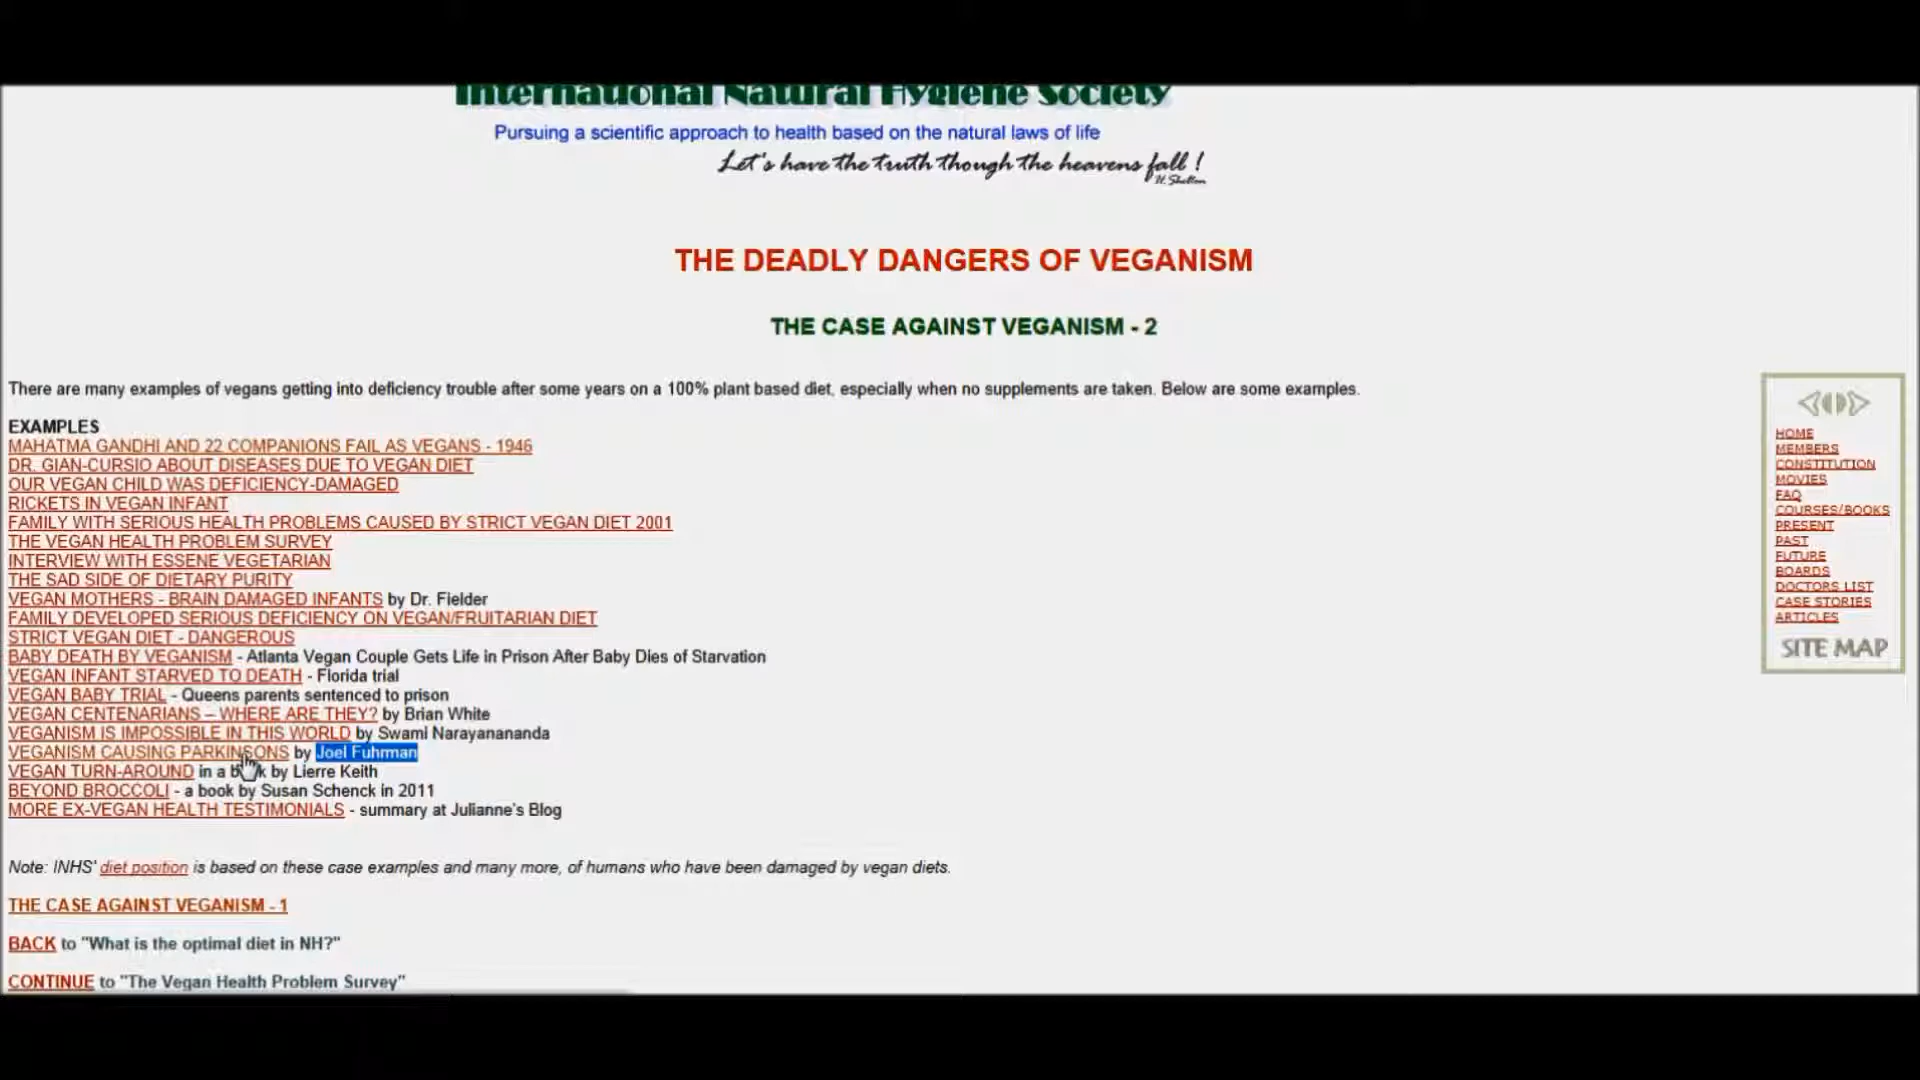 International Natural Hygiene Society
Pursuing a scientific approach to health based on the natural laws of life
Let's have the truth though the heavens fall !
H. Shelton
THE DEADLY DANGERS OF VEGANISM
THE CASE AGAINST VEGANISM - 2
There are many examples of vegans getting into deficiency trouble after some years on a 100% plant based diet, especially when no supplements are taken. Below are some examples.
EXAMPLES
MAHATMA GANDHI AND 22 COMPANIONS FAIL AS VEGANS - 1946
DR. GIAN-CURSIO ABOUT DISEASES DUE TO VEGAN DIET
OUR VEGAN CHILD WAS DEFICIENCY-DAMAGED
RICKETS IN VEGAN INFANT
FAMILY WITH SERIOUS HEALTH PROBLEMS CAUSED BY STRICT VEGAN DIET 2001
THE VEGAN HEALTH PROBLEM SURVEY
INTERVIEW WITH ESSENE VEGETARIAN
THE SAD SIDE OF DIETARY PURITY
VEGAN MOTHERS - BRAIN DAMAGED INFANTS by Dr. Fielder
FAMILY DEVELOPED SERIOUS DEFICIENCY ON VEGAN/FRUITARIAN DIET
STRICT VEGAN DIET - DANGEROUS
BABY DEATH BY VEGANISM - Atlanta Vegan Couple Gets Life in Prison After Baby Dies of Starvation
VEGAN INFANT STARVED TO DEATH - Florida trial
VEGAN BABY TRIAL - Queens parents sentenced to prison
VEGAN CENTENARIANS – WHERE ARE THEY? by Brian White
VEGANISM IS IMPOSSIBLE IN THIS WORLD by Swami Narayanananda
VEGANISM CAUSING PARKINSONS by Joel Fuhrman
VEGAN TURN-AROUND in a book by Lierre Keith
BEYOND BROCCOLI - a book by Susan Schenck in 2011
MORE EX-VEGAN HEALTH TESTIMONIALS - summary at Julianne's Blog
Note: INHS' diet position is based on these case examples and many more, of humans who have been damaged by vegan diets.
THE CASE AGAINST VEGANISM - 1
BACK to "What is the optimal diet in NH?"
CONTINUE to "The Vegan Health Problem Survey"
HOME
MEMBERS
CONSTITUTION
MOVIES
FAQ
COURSES/BOOKS
PRESENT
PAST
FUTURE
BOARDS
DOCTORS LIST
CASE STORIES
ARTICLES
SITE MAP